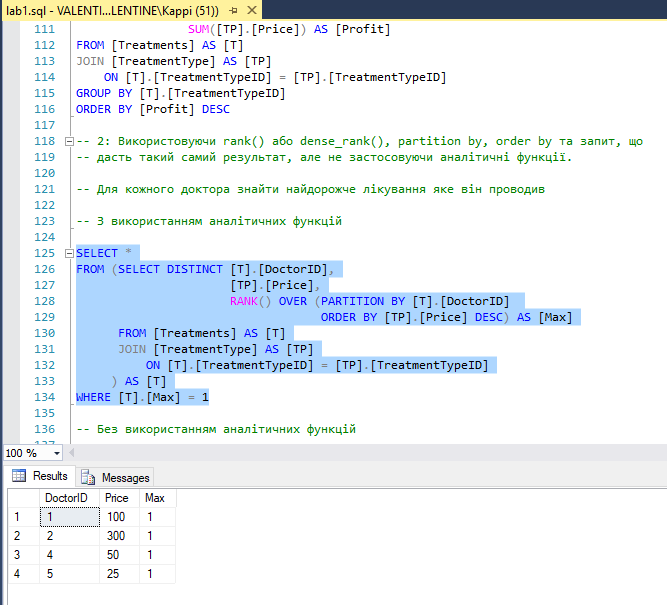 lab1.sql - VALENTI...LENTINE\Kappi (51))
111 SUM([TP].[Price]) AS [Profit]
112 FROM [Treatments] AS [T]
113 JOIN [TreatmentType] AS [TP]
114 ON [T].[TreatmentTypeID] = [TP].[TreatmentTypeID]
115 GROUP BY [T].[TreatmentTypeID]
116 ORDER BY [Profit] DESC
117
118 -- 2: Використовуючи rank() або dense_rank(), partition by, order by та запит, що
119 -- дасть такий самий результат, але не застосовуючи аналітичні функції.
120
121 -- Для кожного доктора знайти найдорожче лікування яке він проводив
122
123 -- З використанням аналітичних функцій
124
125 SELECT *
126 FROM (SELECT DISTINCT [T].[DoctorID],
127 [TP].[Price],
128 RANK() OVER (PARTITION BY [T].[DoctorID]
129 ORDER BY [TP].[Price] DESC) AS [Max]
130 FROM [Treatments] AS [T]
131 JOIN [TreatmentType] AS [TP]
132 ON [T].[TreatmentTypeID] = [TP].[TreatmentTypeID]
133 ) AS [T]
134 WHERE [T].[Max] = 1
135
136 -- Без використанням аналітичних функцій
137
100 %
Results Messages
DoctorID Price Max
1 1 100 1
2 2 300 1
3 4 50 1
4 5 25 1